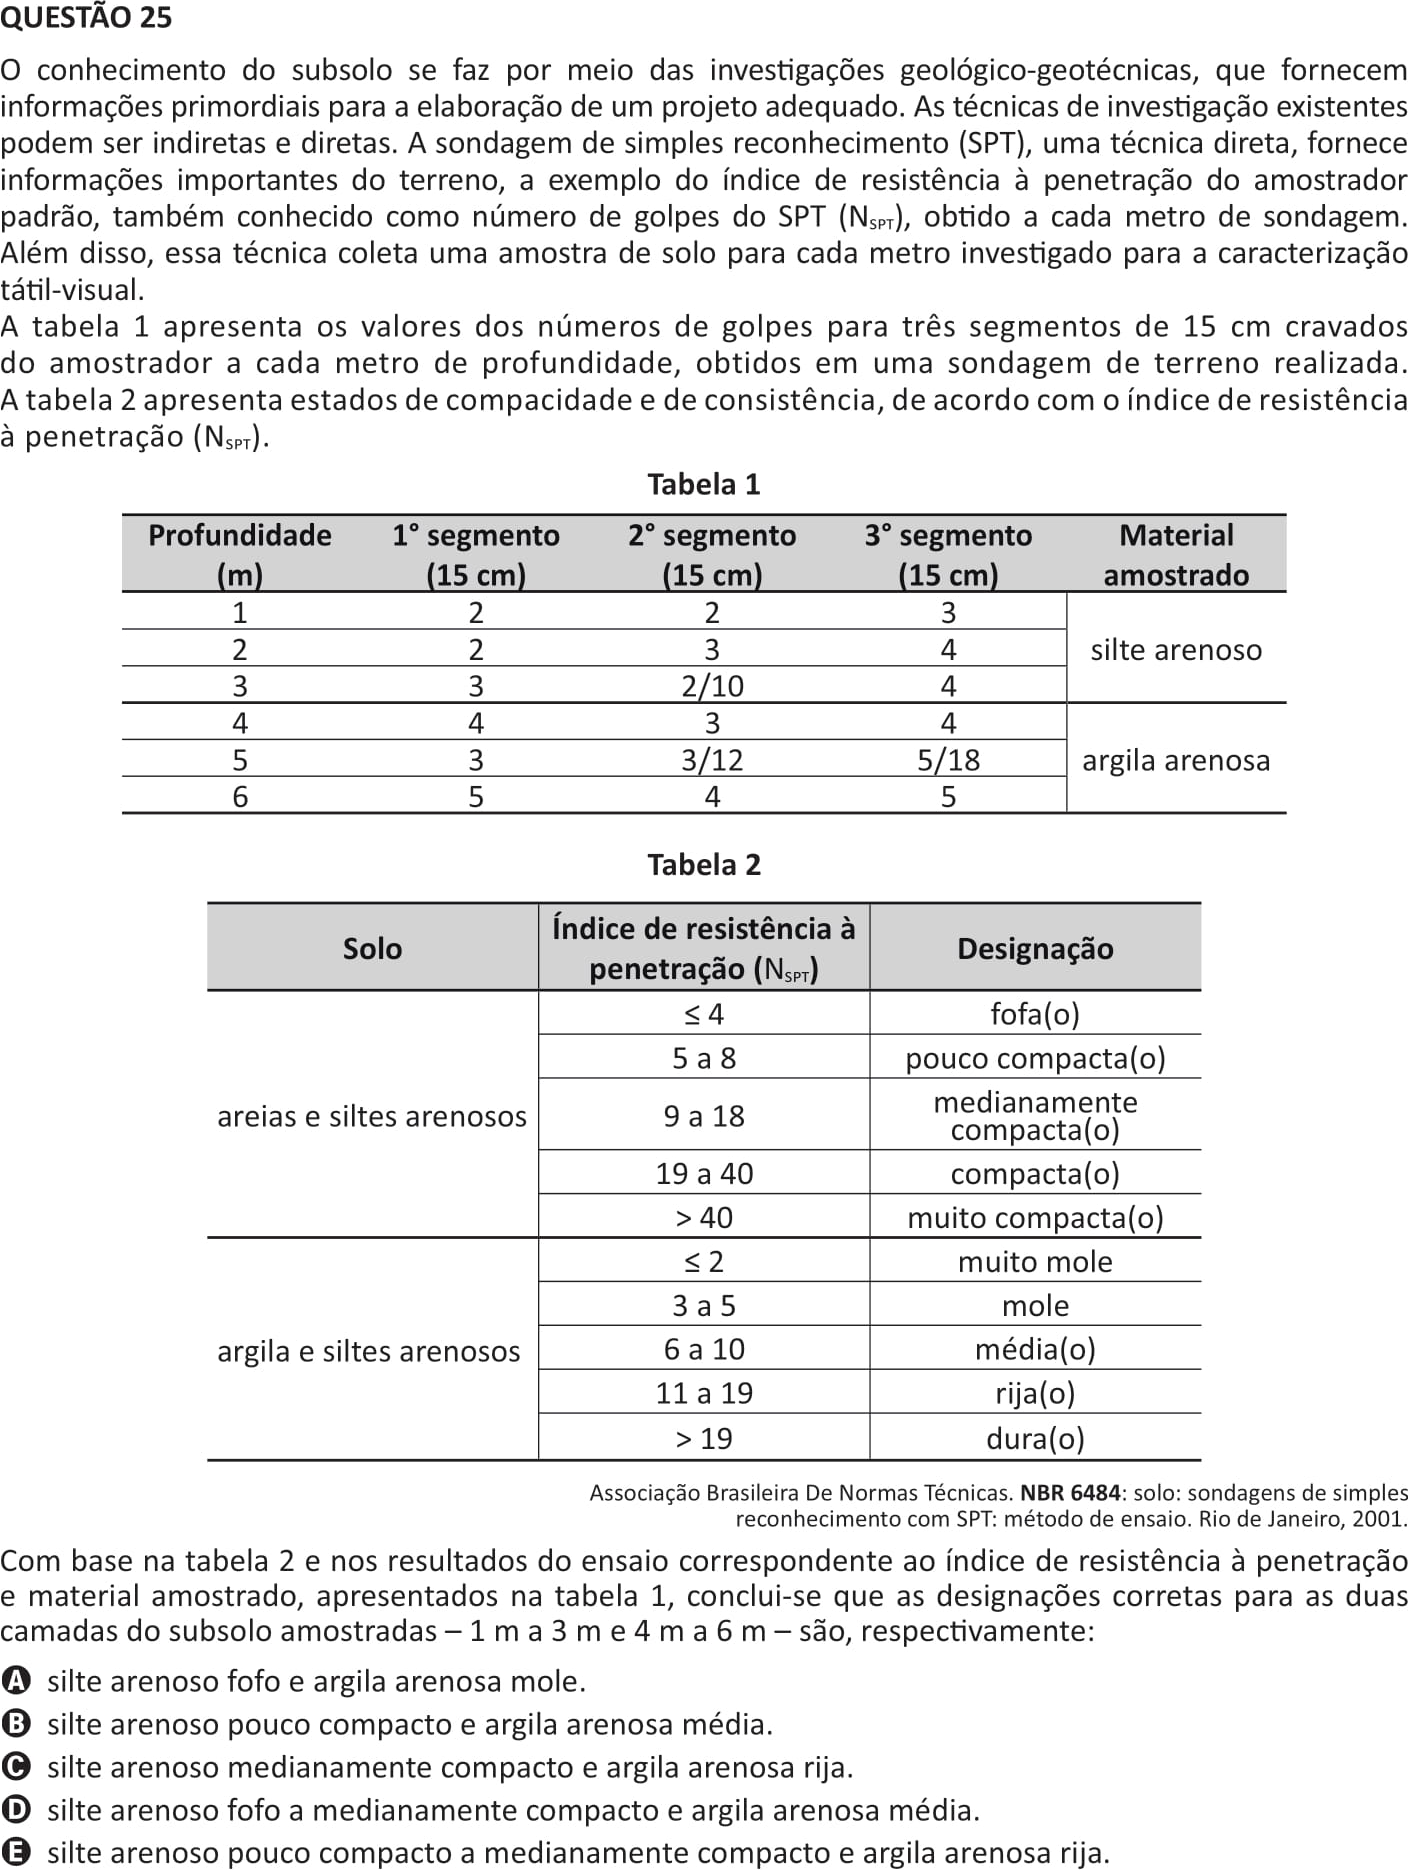 QUESTÃO 25
O conhecimento do subsolo se faz por meio das investigações geológico-geotécnicas, que fornecem
informações primordiais para a elaboração de um projeto adequado. As técnicas de investigação existentes
podem ser indiretas e diretas. A sondagem de simples reconhecimento (SPT), uma técnica direta, fornece
informações importantes do terreno, a exemplo do índice de resistência à penetração do amostrador
padrão, também conhecido como número de golpes do SPT (NSPT), obtido a cada metro de sondagem.
Além disso, essa técnica coleta uma amostra de solo para cada metro investigado para a caracterização
tátil-visual.
A tabela 1 apresenta os valores dos números de golpes para três segmentos de 15 cm cravados
do amostrador a cada metro de profundidade, obtidos em uma sondagem de terreno realizada.
A tabela 2 apresenta estados de compacidade e de consistência, de acordo com o índice de resistência
à penetração (NSPT).
Tabela 1
Profundidade 1° segmento 2° segmento 3° segmento Material
(m) (15 cm) (15 cm) (15 cm) amostrado
1 2 2 3
2 2 3 4 silte arenoso
3 3 2/10 4
4 4 3 4
5 3 3/12 5/18 argila arenosa
6 5 4 5
Tabela 2
Solo Índice de resistência à penetração (NSPT) Designação
≤ 4 fofa(o)
5 a 8 pouco compacta(o)
areias e siltes arenosos 9 a 18 medianamente compacta(o)
19 a 40 compacta(o)
> 40 muito compacta(o)
≤ 2 muito mole
3 a 5 mole
argila e siltes arenosos 6 a 10 média(o)
11 a 19 rija(o)
> 19 dura(o)
Associação Brasileira De Normas Técnicas. NBR 6484: solo: sondagens de simples
reconhecimento com SPT: método de ensaio. Rio de Janeiro, 2001.
Com base na tabela 2 e nos resultados do ensaio correspondente ao índice de resistência à penetração
e material amostrado, apresentados na tabela 1, conclui-se que as designações corretas para as duas
camadas do subsolo amostradas – 1 m a 3 m e 4 m a 6 m – são, respectivamente:
A silte arenoso fofo e argila arenosa mole.
B silte arenoso pouco compacto e argila arenosa média.
C silte arenoso medianamente compacto e argila arenosa rija.
D silte arenoso fofo a medianamente compacto e argila arenosa média.
E silte arenoso pouco compacto a medianamente compacto e argila arenosa rija.